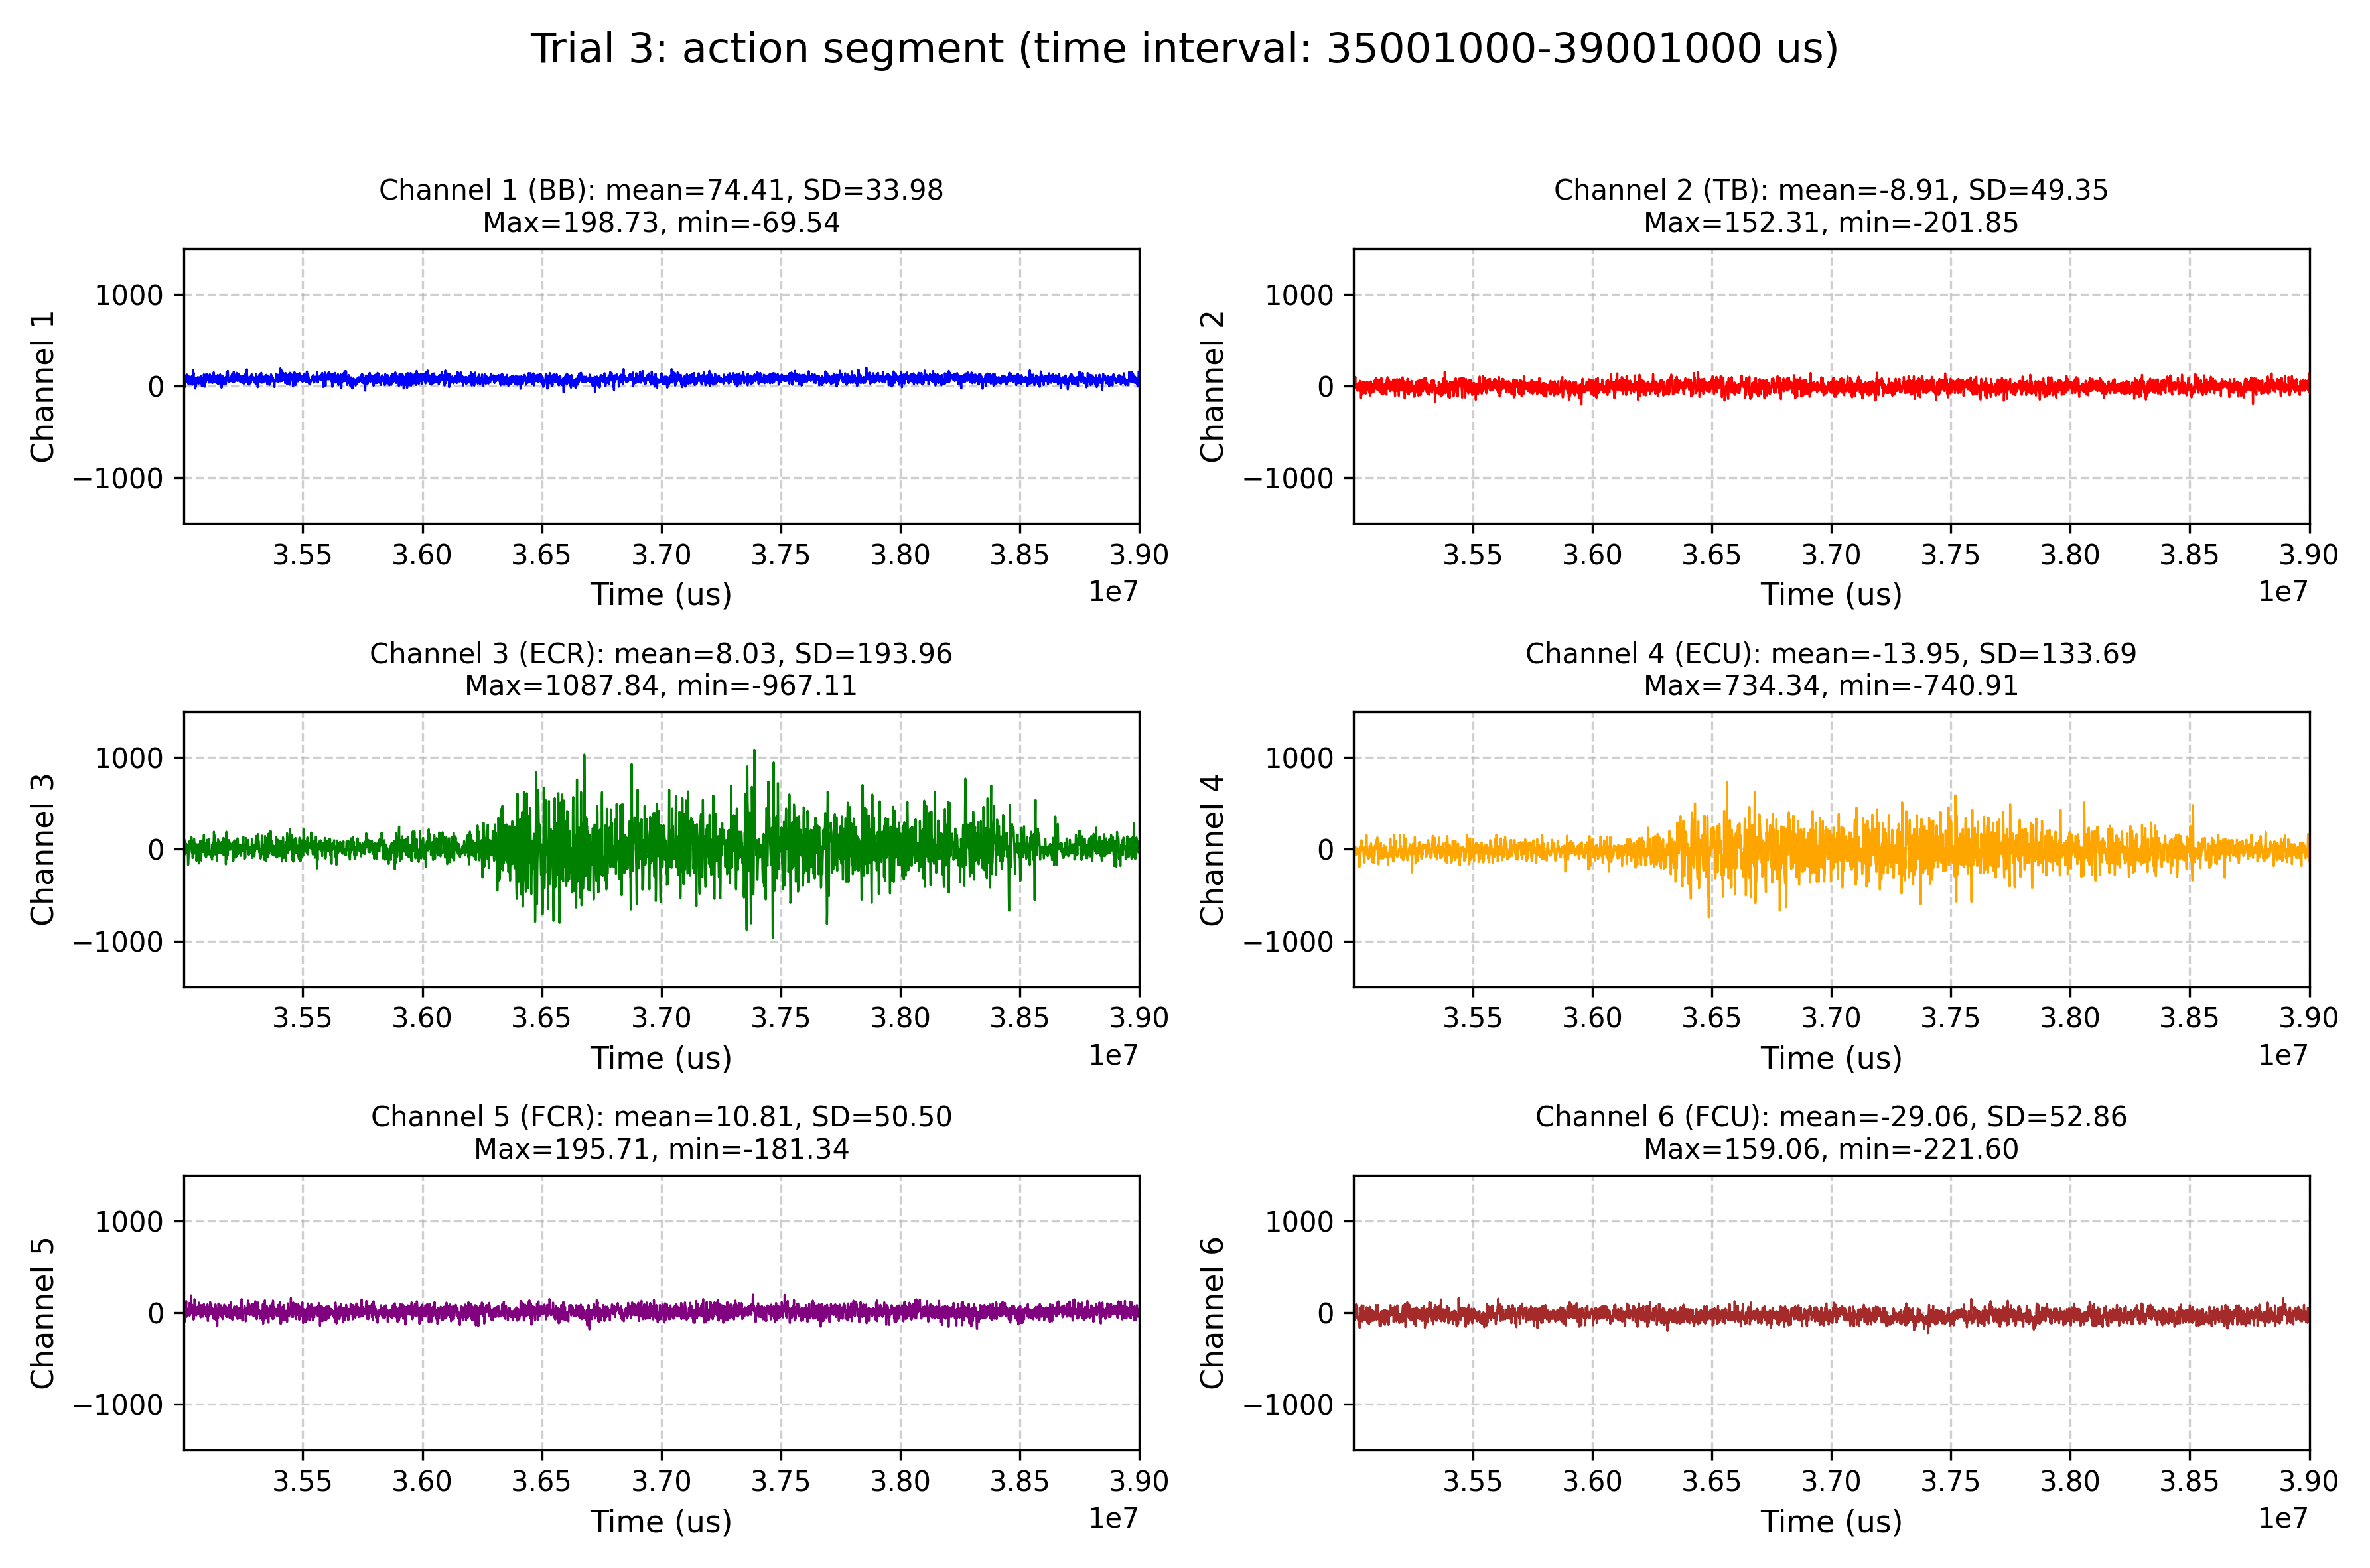 Trial 3: action segment (time interval: 35001000-39001000 us)
Channel 1 (BB): mean=74.41, SD=33.98
Max=198.73, min=-69.54
Channel 1
1000
0
−1000
3.55 3.60 3.65 3.70 3.75 3.80 3.85 3.90
Time (us)
1e7
Channel 2 (TB): mean=-8.91, SD=49.35
Max=152.31, min=-201.85
Channel 2
1000
0
−1000
3.55 3.60 3.65 3.70 3.75 3.80 3.85 3.90
Time (us)
1e7
Channel 3 (ECR): mean=8.03, SD=193.96
Max=1087.84, min=-967.11
Channel 3
1000
0
−1000
3.55 3.60 3.65 3.70 3.75 3.80 3.85 3.90
Time (us)
1e7
Channel 4 (ECU): mean=-13.95, SD=133.69
Max=734.34, min=-740.91
Channel 4
1000
0
−1000
3.55 3.60 3.65 3.70 3.75 3.80 3.85 3.90
Time (us)
1e7
Channel 5 (FCR): mean=10.81, SD=50.50
Max=195.71, min=-181.34
Channel 5
1000
0
−1000
3.55 3.60 3.65 3.70 3.75 3.80 3.85 3.90
Time (us)
1e7
Channel 6 (FCU): mean=-29.06, SD=52.86
Max=159.06, min=-221.60
Channel 6
1000
0
−1000
3.55 3.60 3.65 3.70 3.75 3.80 3.85 3.90
Time (us)
1e7